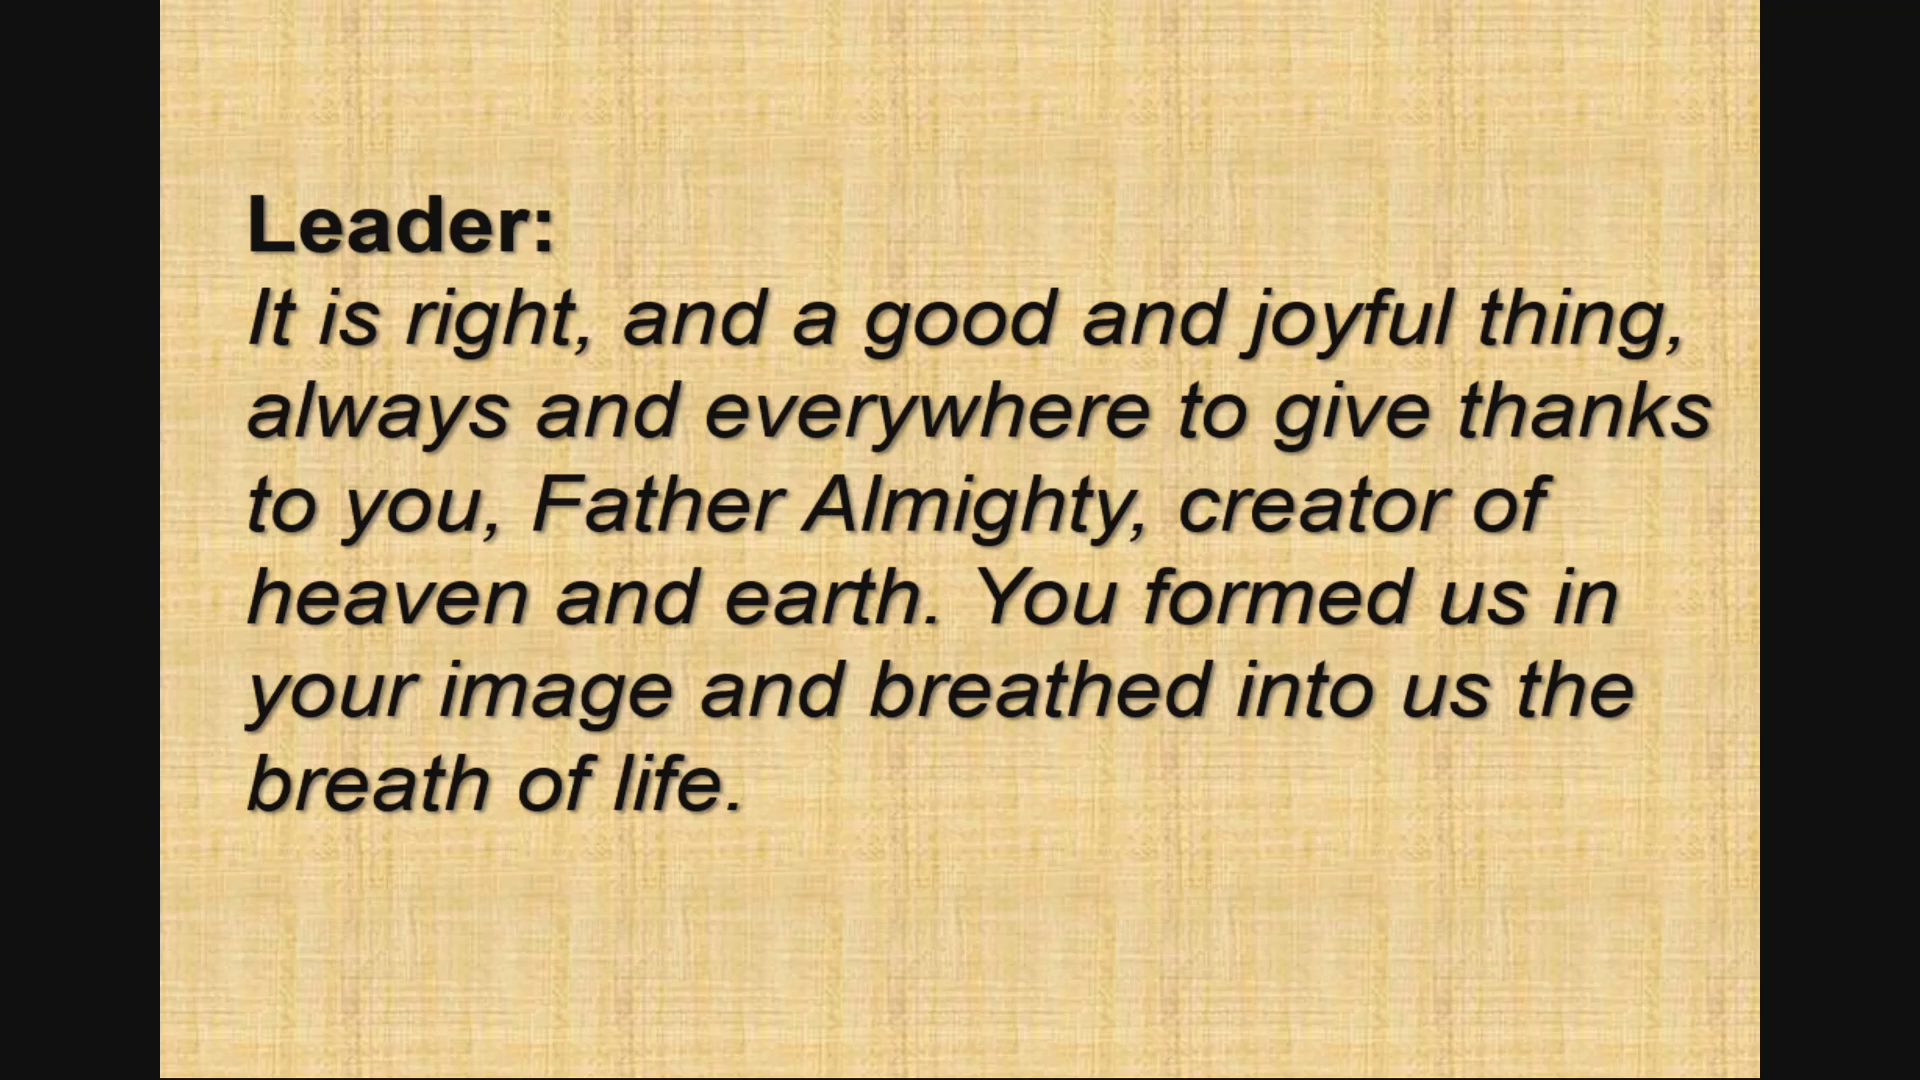 Leader:
It is right, and a good and joyful thing,
always and everywhere to give thanks
to you, Father Almighty, creator of
heaven and earth. You formed us in
your image and breathed into us the
breath of life.